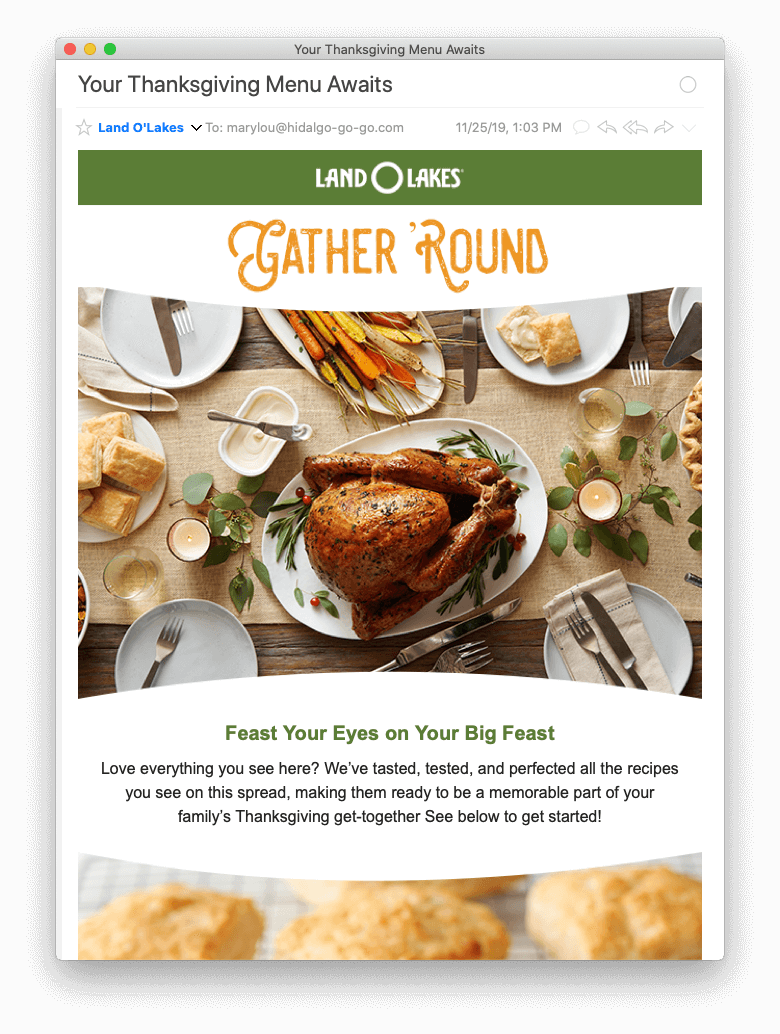 Your Thanksgiving Menu Awaits
Your Thanksgiving Menu Awaits
Land O'Lakes To: marylou@hidalgo-go-go.com 11/25/19, 1:03 PM
LAND O LAKES
GATHER 'ROUND
Feast Your Eyes on Your Big Feast
Love everything you see here? We’ve tasted, tested, and perfected all the recipes
you see on this spread, making them ready to be a memorable part of your
family’s Thanksgiving get-together See below to get started!